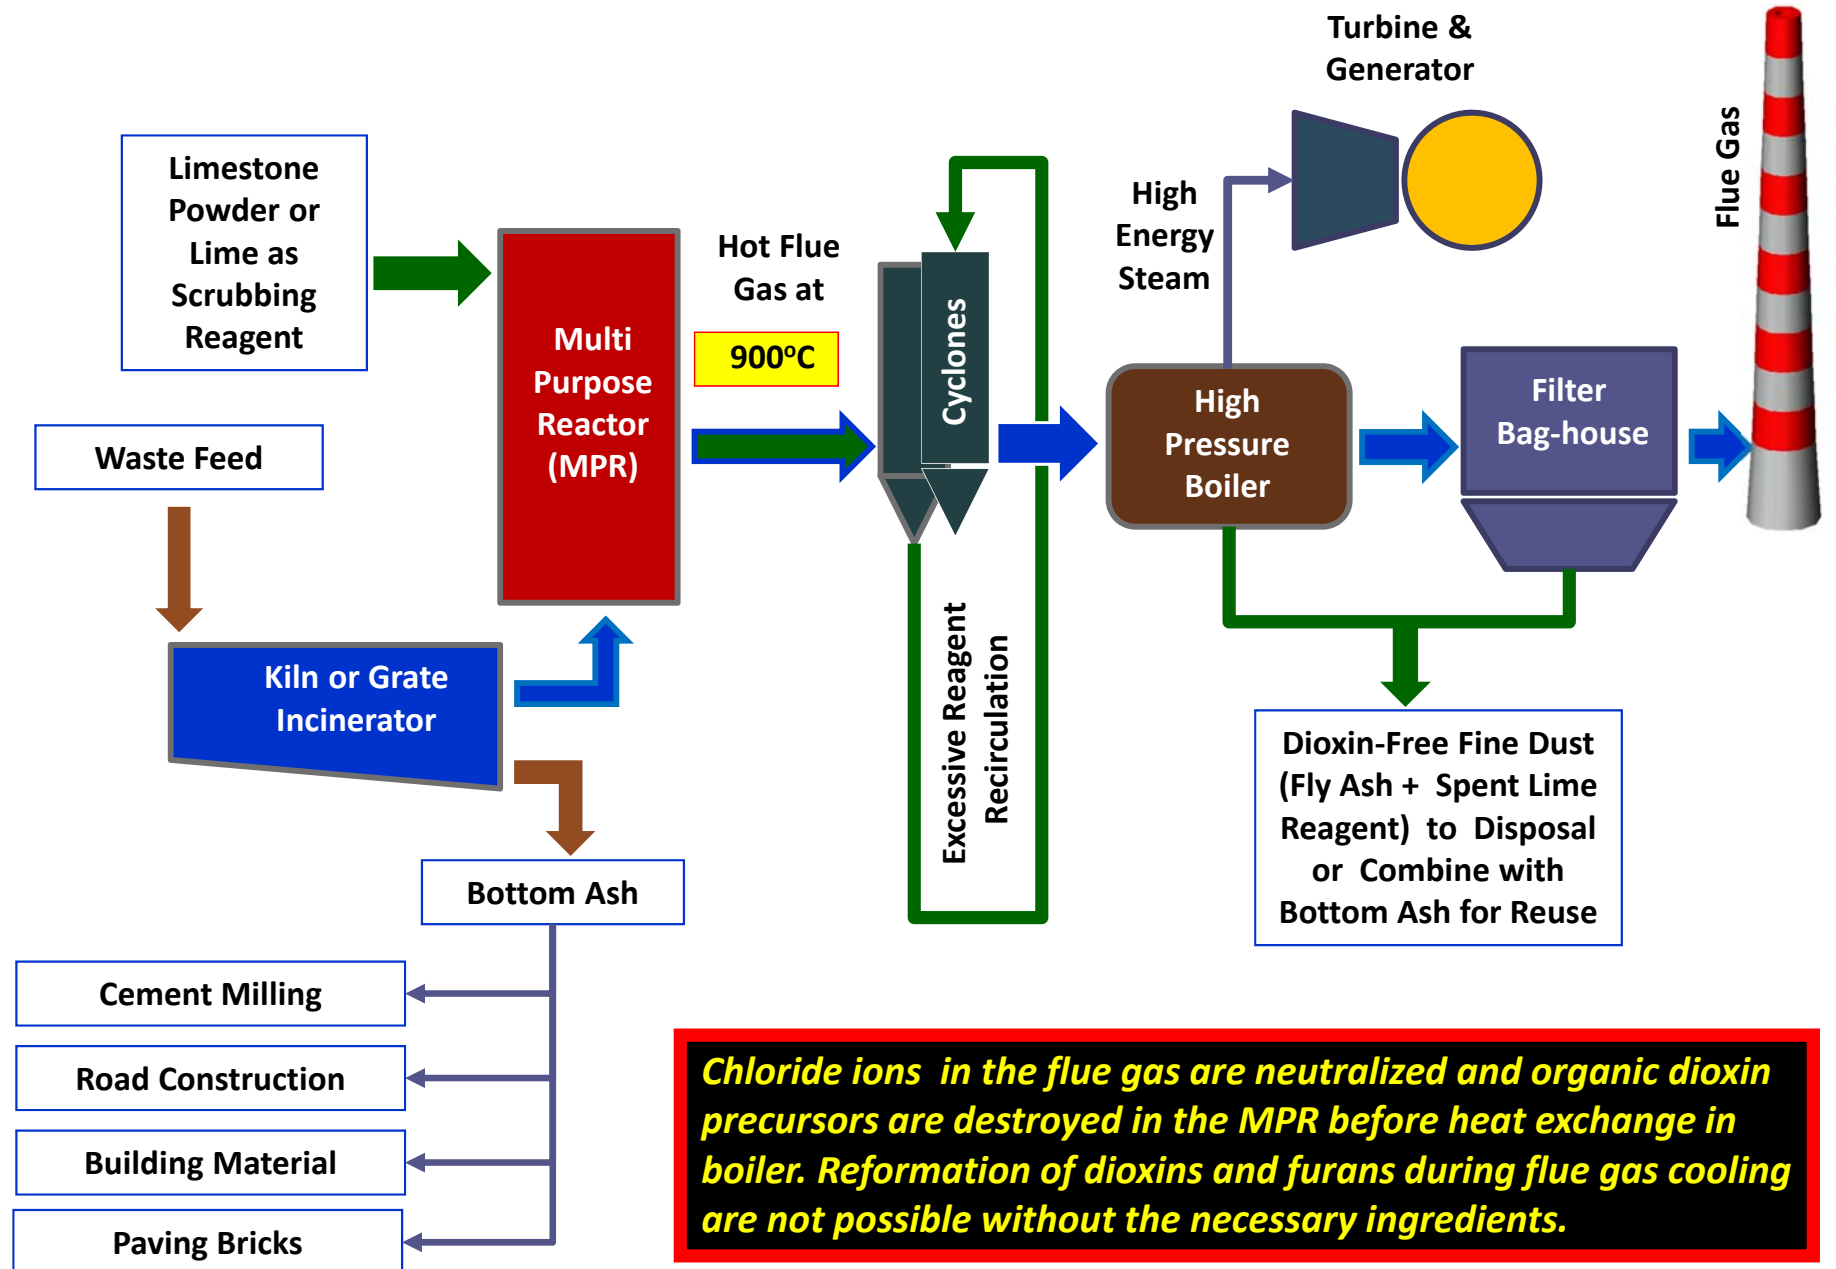 Turbine &
Generator
Flue Gas
Limestone
Powder or
Lime as
Scrubbing
Reagent
High
Energy
Steam
Hot Flue
Gas at
900°C
Multi
Purpose
Reactor
(MPR)
Cyclones
High
Pressure
Boiler
Filter
Bag-house
Waste Feed
Kiln or Grate
Incinerator
Excessive Reagent
Recirculation
Dioxin-Free Fine Dust
(Fly Ash + Spent Lime
Reagent) to Disposal
or Combine with
Bottom Ash for Reuse
Bottom Ash
Cement Milling
Road Construction
Building Material
Paving Bricks
Chloride ions in the flue gas are neutralized and organic dioxin
precursors are destroyed in the MPR before heat exchange in
boiler. Reformation of dioxins and furans during flue gas cooling
are not possible without the necessary ingredients.